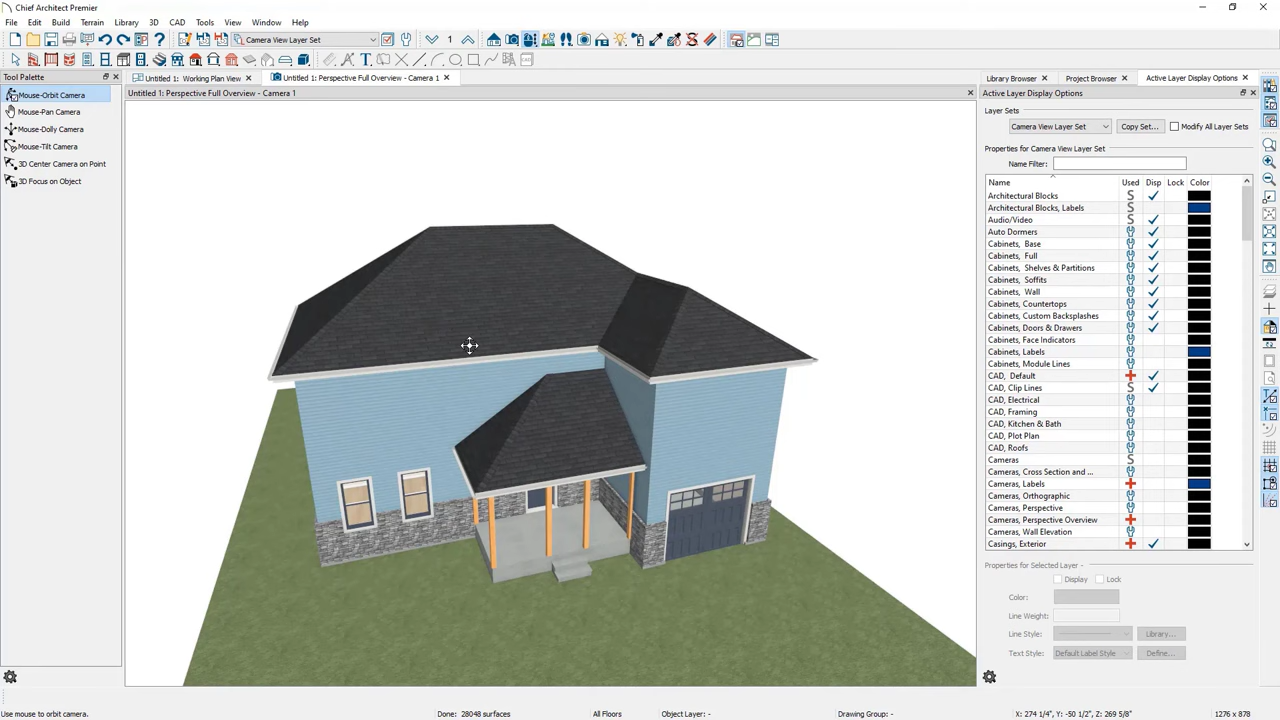 Chief Architect Premier
File Edit Build Terrain Library 3D CAD Tools View Window Help
Camera View Layer Set 1
Tool Palette
Untitled 1: Working Plan View
Untitled 1: Perspective Full Overview - Camera 1
Library Browser
Project Browser
Active Layer Display Options
Mouse-Orbit Camera
Mouse-Pan Camera
Mouse-Dolly Camera
Mouse-Tilt Camera
3D Center Camera on Point
3D Focus on Object
Untitled 1: Perspective Full Overview - Camera 1
Active Layer Display Options
Layer Sets
Camera View Layer Set Copy Set... Modify All Layer Sets
Properties for Camera View Layer Set
Name Filter:
Name Used Disp Lock Color
Architectural Blocks S
Architectural Blocks, Labels S
Audio/Video S
Auto Dormers
Cabinets, Base
Cabinets, Full
Cabinets, Shelves & Partitions
Cabinets, Soffits
Cabinets, Wall
Cabinets, Countertops
Cabinets, Custom Backsplashes
Cabinets, Doors & Drawers
Cabinets, Face Indicators
Cabinets, Labels
Cabinets, Module Lines
CAD, Default
CAD, Clip Lines S
CAD, Electrical
CAD, Framing
CAD, Kitchen & Bath
CAD, Plot Plan
CAD, Roofs
Cameras S
Cameras, Cross Section and ...
Cameras, Labels
Cameras, Orthographic
Cameras, Perspective
Cameras, Perspective Overview
Cameras, Wall Elevation
Casings, Exterior
Properties for Selected Layer -
Display Lock
Color:
Line Weight:
Line Style: Library...
Text Style: Default Label Style Define...
Use mouse to orbit camera. Done: 28048 surfaces All Floors Object Layer: - Drawing Group: - X: 274 1/4", Y: -50 1/2", Z: 269 5/8" 1276 x 878